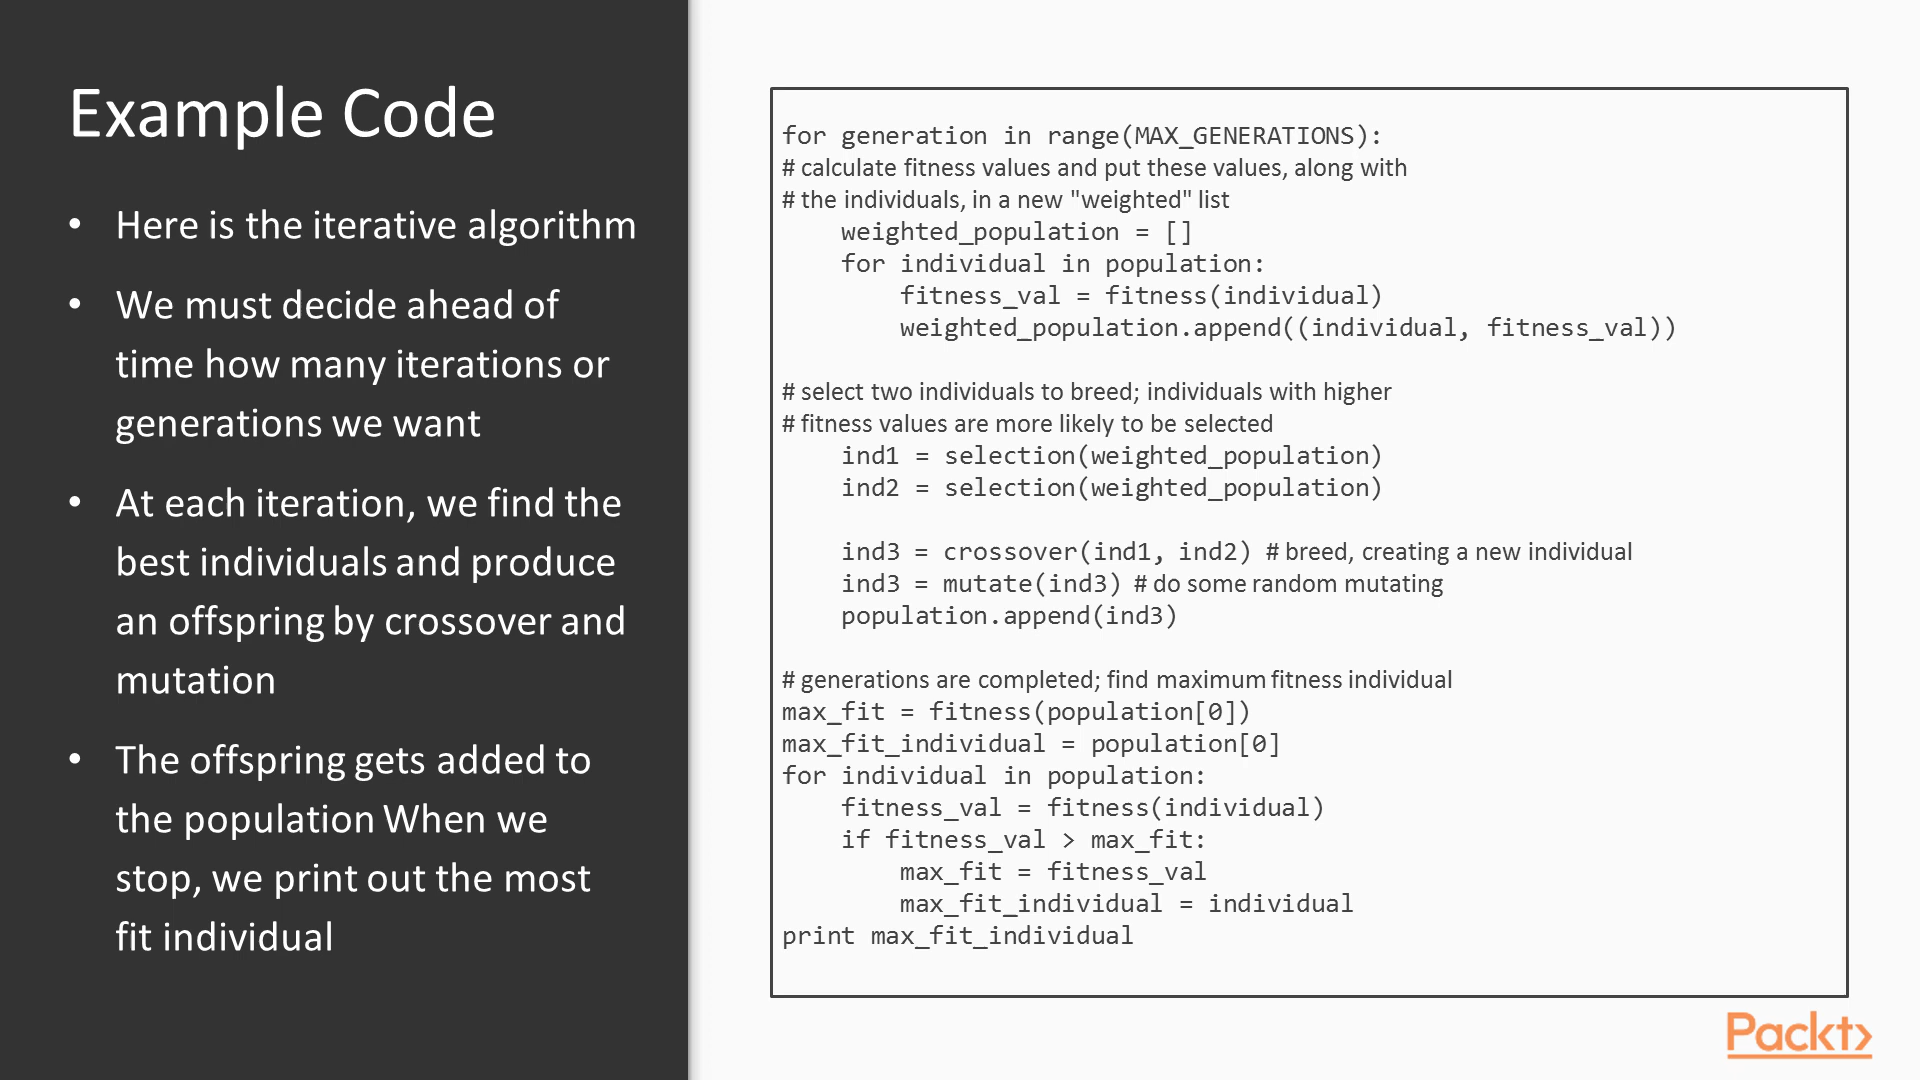 Example Code
• Here is the iterative algorithm
• We must decide ahead of
time how many iterations or
generations we want
• At each iteration, we find the
best individuals and produce
an offspring by crossover and
mutation
• The offspring gets added to
the population When we
stop, we print out the most
fit individual
for generation in range(MAX_GENERATIONS):
# calculate fitness values and put these values, along with
# the individuals, in a new "weighted" list
    weighted_population = []
    for individual in population:
        fitness_val = fitness(individual)
        weighted_population.append((individual, fitness_val))
# select two individuals to breed; individuals with higher
# fitness values are more likely to be selected
    ind1 = selection(weighted_population)
    ind2 = selection(weighted_population)
    ind3 = crossover(ind1, ind2) # breed, creating a new individual
    ind3 = mutate(ind3) # do some random mutating
    population.append(ind3)
# generations are completed; find maximum fitness individual
max_fit = fitness(population[0])
max_fit_individual = population[0]
for individual in population:
    fitness_val = fitness(individual)
    if fitness_val > max_fit:
        max_fit = fitness_val
        max_fit_individual = individual
print max_fit_individual
Packt>